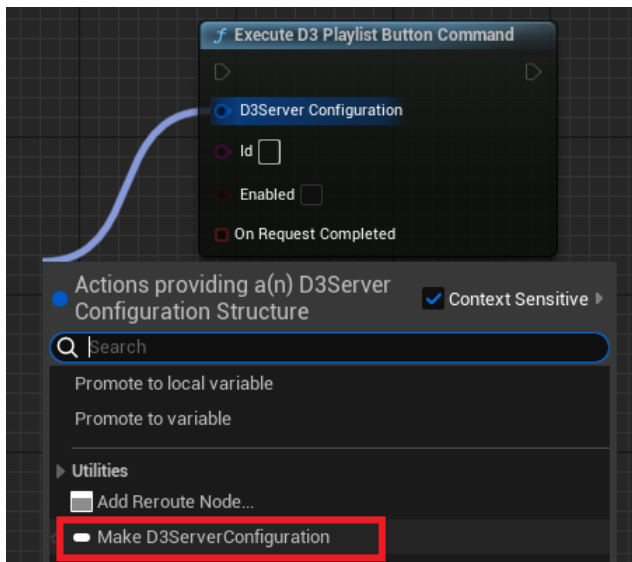 f Execute D3 Playlist Button Command
D3Server Configuration
Id
Enabled
On Request Completed
Actions providing a(n) D3Server
Configuration Structure
Context Sensitive
Search
Promote to local variable
Promote to variable
Utilities
Add Reroute Node...
Make D3ServerConfiguration